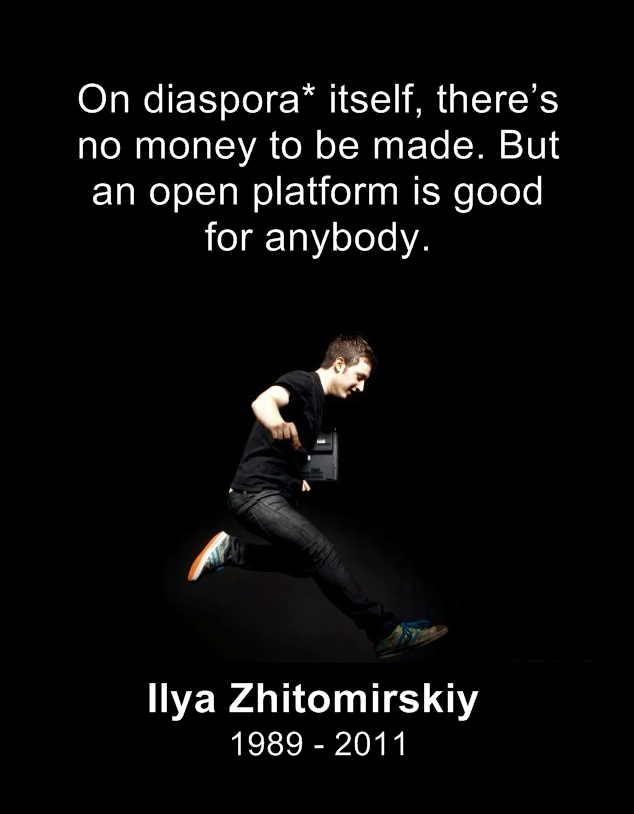 On diaspora* itself, there’s
no money to be made. But
an open platform is good
for anybody.
Ilya Zhitomirskiy
1989 - 2011